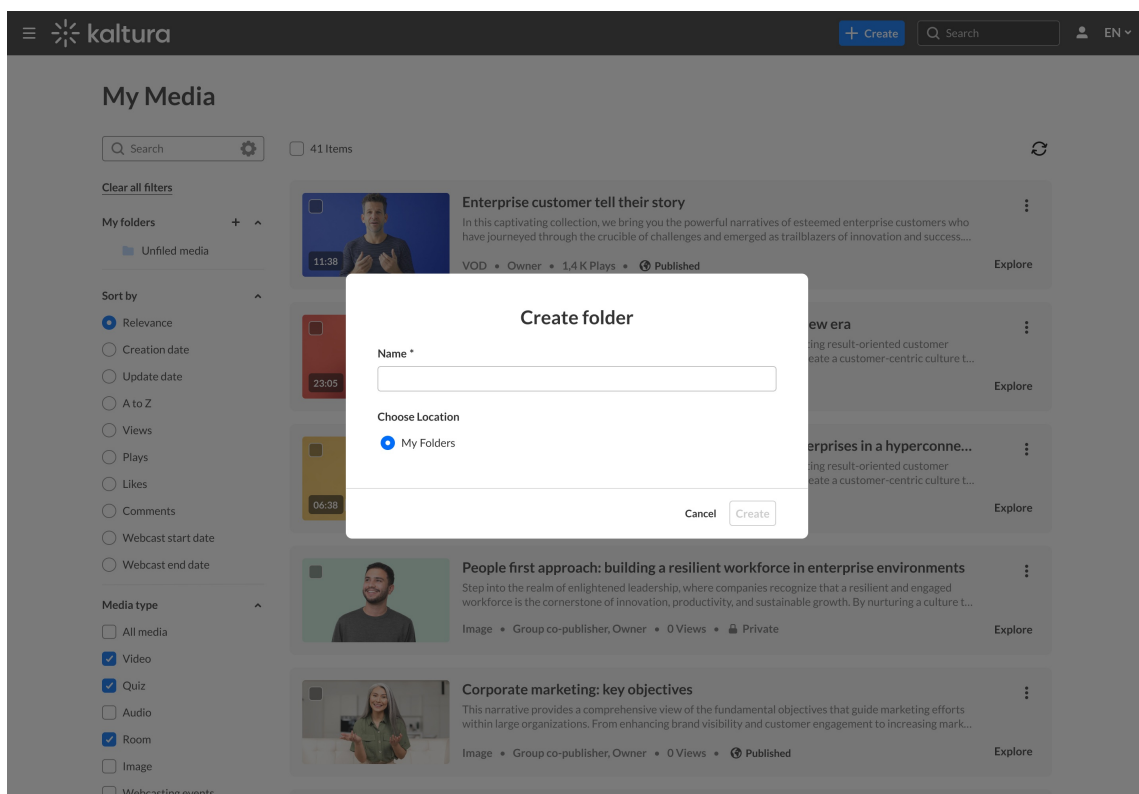 kaltura
+ Create
Search
EN
My Media
Search
41 Items
Clear all filters
My folders
Unfiled media
Sort by
Relevance
Creation date
Update date
A to Z
Views
Plays
Likes
Comments
Webcast start date
Webcast end date
Media type
All media
Video
Quiz
Audio
Room
Image
Webcasting events
Enterprise customer tell their story
In this captivating collection, we bring you the powerful narratives of esteemed enterprise customers who
have journeyed through the crucible of challenges and emerged as trailblazers of innovation and success....
11:38
VOD • Owner • 1,4 K Plays • Published
Explore
ew era
ing result-oriented customer
eate a customer-centric culture t...
23:05
Explore
erprises in a hyperconne...
ing result-oriented customer
eate a customer-centric culture t...
06:38
Explore
Create folder
Name *
Choose Location
My Folders
Cancel
Create
People first approach: building a resilient workforce in enterprise environments
Step into the realm of enlightened leadership, where companies recognize that a resilient and engaged
workforce is the cornerstone of innovation, productivity, and sustainable growth. By nurturing a culture t...
Image • Group co-publisher, Owner • 0 Views • Private
Explore
Corporate marketing: key objectives
This narrative provides a comprehensive view of the fundamental objectives that guide marketing efforts
within large organizations. From enhancing brand visibility and customer engagement to increasing mark...
Image • Group co-publisher, Owner • 0 Views • Published
Explore